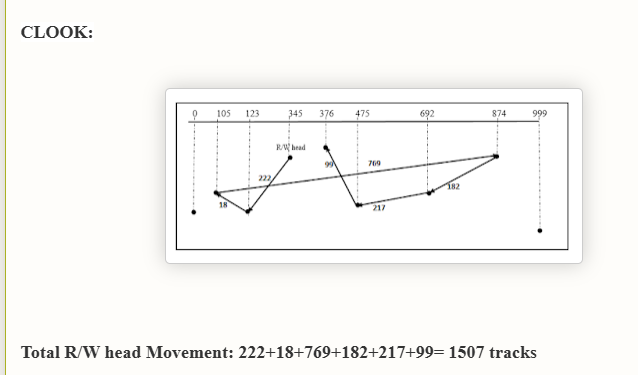 CLOOK:
0 105 123 345 376 475 692 874 999
R/W head
99 769
222
182
18 217
Total R/W head Movement: 222+18+769+182+217+99= 1507 tracks